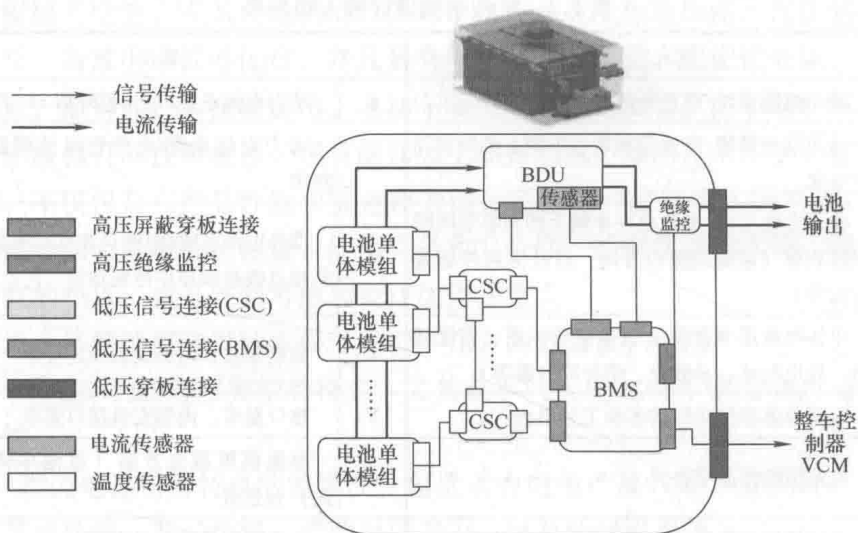 信号传输
电流传输
高压屏蔽穿板连接
高压绝缘监控
低压信号连接(CSC)
低压信号连接(BMS)
低压穿板连接
电流传感器
温度传感器
BDU
传感器
绝缘
监控
电池
输出
电池单
体模组
CSC
电池单
体模组
BMS
CSC
电池单
体模组
整车控
制器
VCM